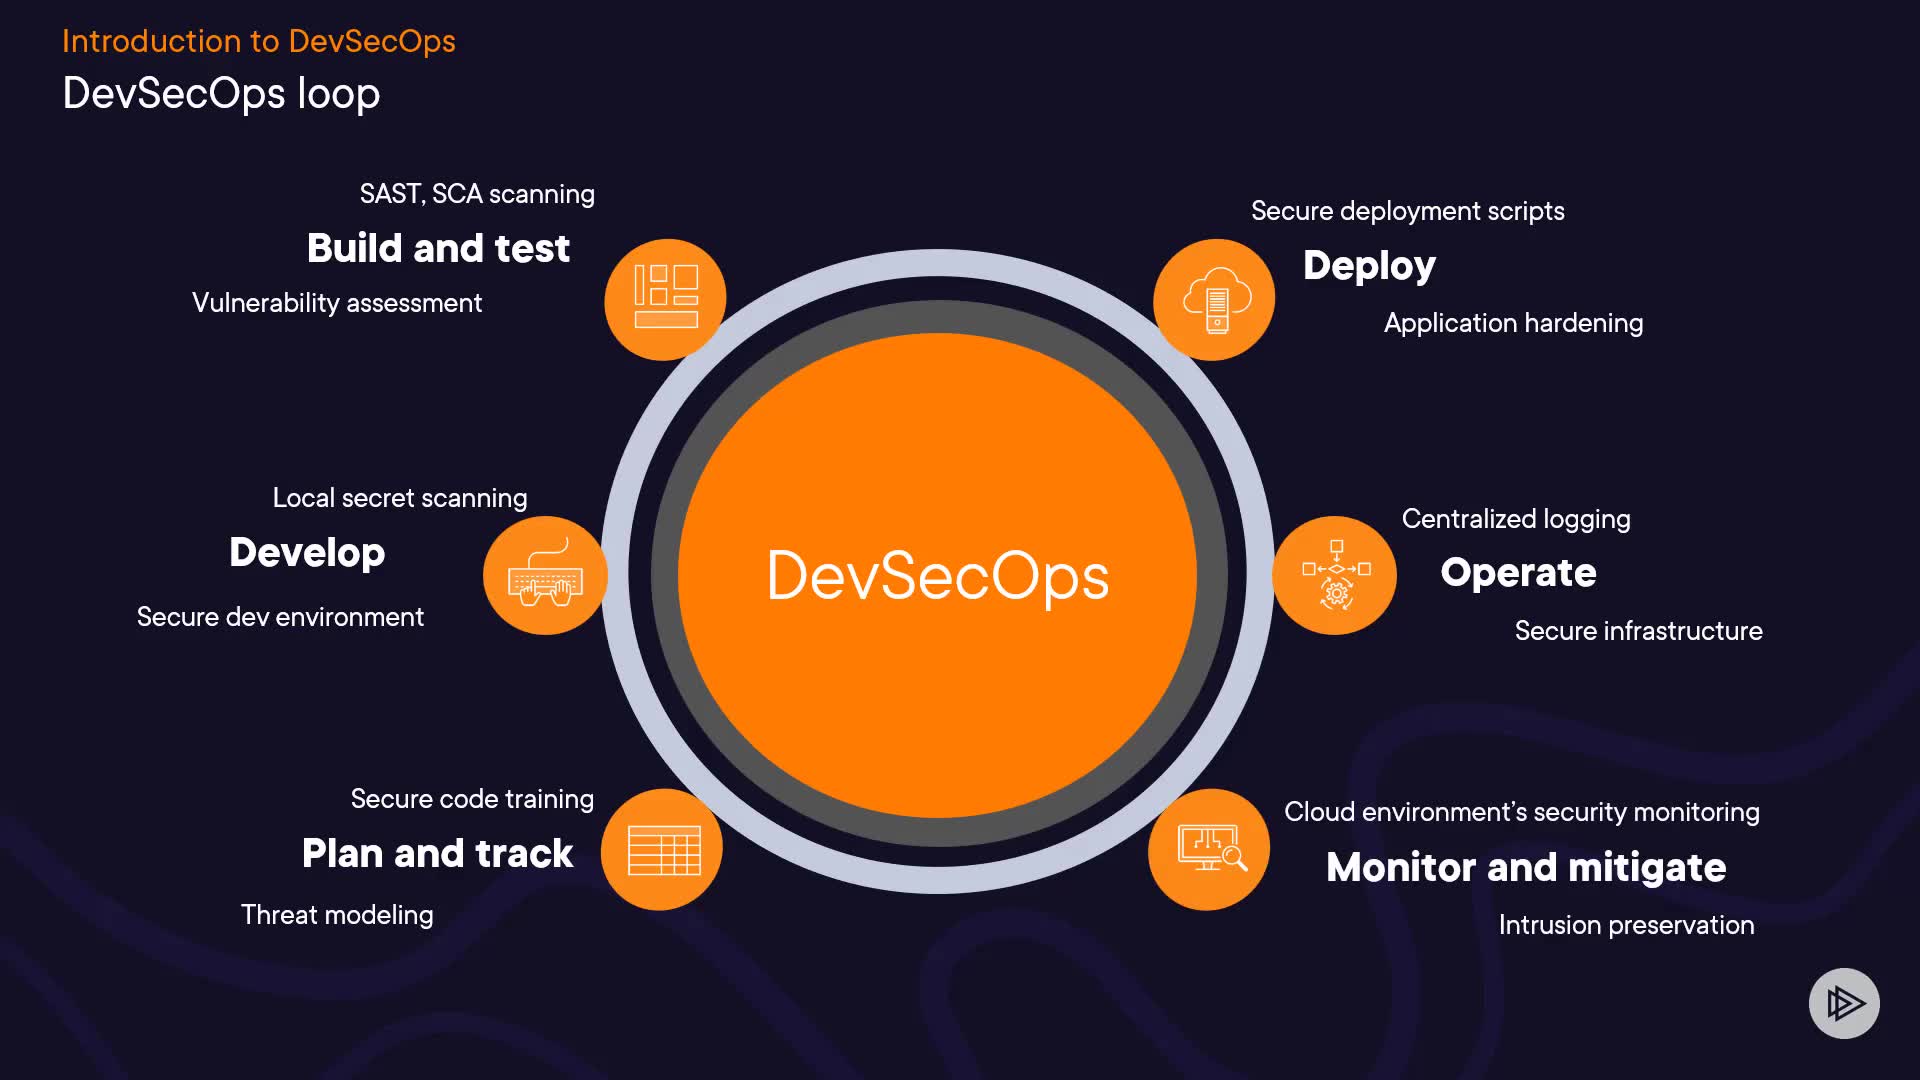 Introduction to DevSecOps
DevSecOps loop
SAST, SCA scanning
Build and test
Vulnerability assessment
Local secret scanning
Develop
Secure dev environment
Secure code training
Plan and track
Threat modeling
DevSecOps
Secure deployment scripts
Deploy
Application hardening
Centralized logging
Operate
Secure infrastructure
Cloud environment’s security monitoring
Monitor and mitigate
Intrusion preservation